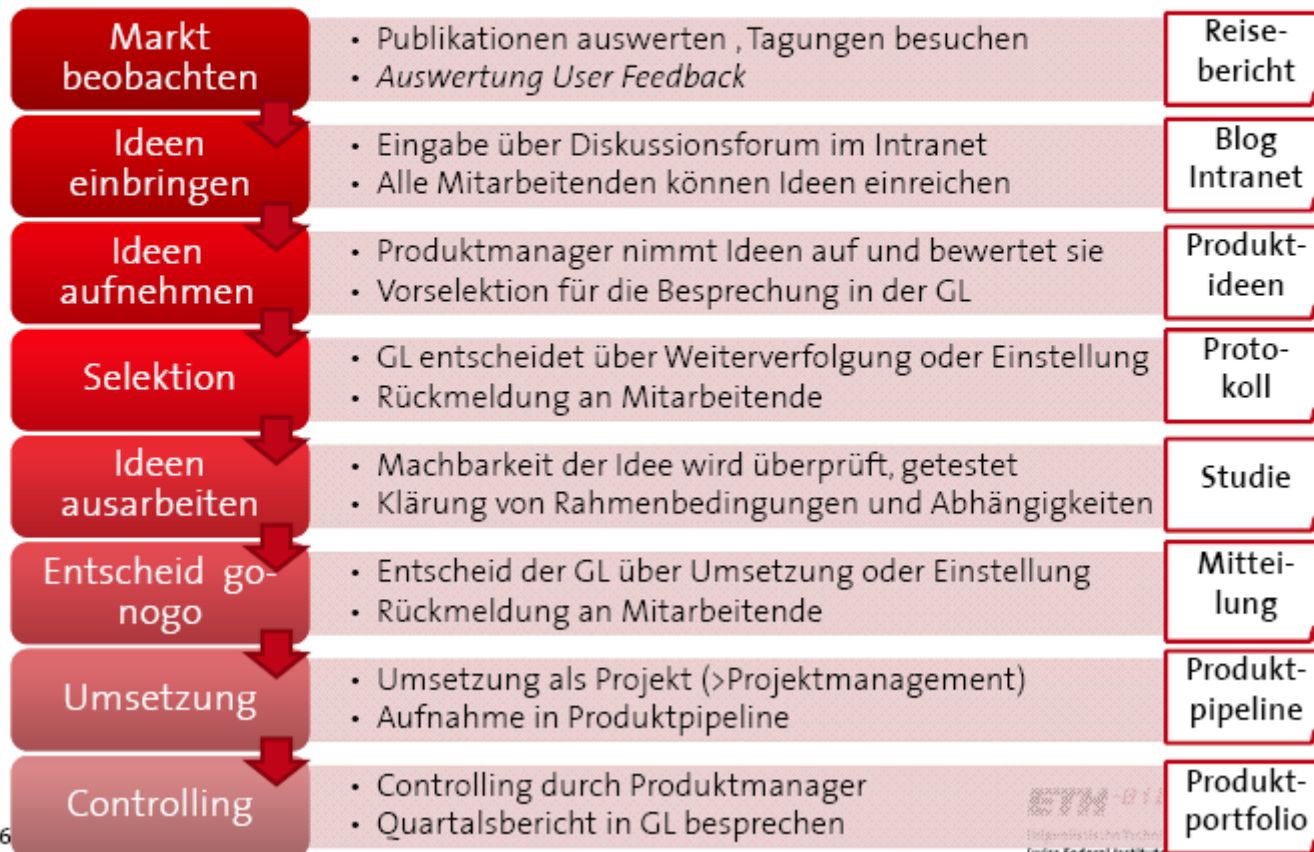 Markt
beobachten
• Publikationen auswerten , Tagungen besuchen
• Auswertung User Feedback
Reise-
bericht
Ideen
einbringen
• Eingabe über Diskussionsforum im Intranet
• Alle Mitarbeitenden können Ideen einreichen
Blog
Intranet
Ideen
aufnehmen
• Produktmanager nimmt Ideen auf und bewertet sie
• Vorselektion für die Besprechung in der GL
Produkt-
ideen
Selektion
• GL entscheidet über Weiterverfolgung oder Einstellung
• Rückmeldung an Mitarbeitende
Proto-
koll
Ideen
ausarbeiten
• Machbarkeit der Idee wird überprüft, getestet
• Klärung von Rahmenbedingungen und Abhängigkeiten
Studie
Entscheid go-
nogo
• Entscheid der GL über Umsetzung oder Einstellung
• Rückmeldung an Mitarbeitende
Mittei-
lung
Umsetzung
• Umsetzung als Projekt (>Projektmanagement)
• Aufnahme in Produktpipeline
Produkt-
pipeline
Controlling
• Controlling durch Produktmanager
• Quartalsbericht in GL besprechen
Produkt-
portfolio
ETH
6